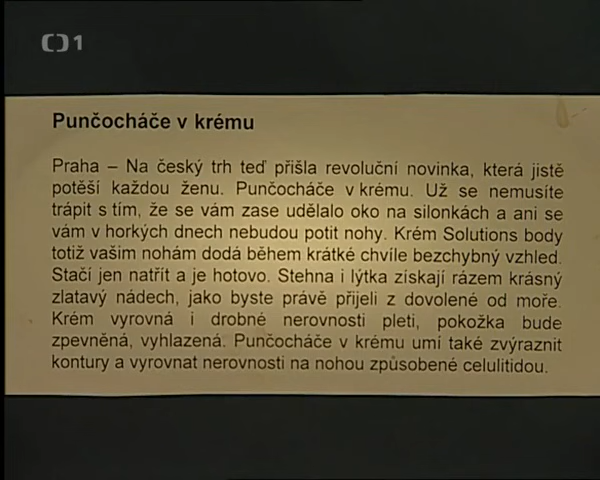 1
Punčocháče v krému
Praha – Na český trh teď přišla revoluční novinka, která jistě
potěší každou ženu. Punčocháče v krému. Už se nemusíte
trápit s tím, že se vám zase udělalo oko na silonkách a ani se
vám v horkých dnech nebudou potit nohy. Krém Solutions body
totiž vašim nohám dodá během krátké chvíle bezchybný vzhled.
Stačí jen natřít a je hotovo. Stehna i lýtka získají rázem krásný
zlatavý nádech, jako byste právě přijeli z dovolené od moře.
Krém vyrovná i drobné nerovnosti pleti, pokožka bude
zpevněná, vyhlazená. Punčocháče v krému umí také zvýraznit
kontury a vyrovnat nerovnosti na nohou způsobené celulitidou.